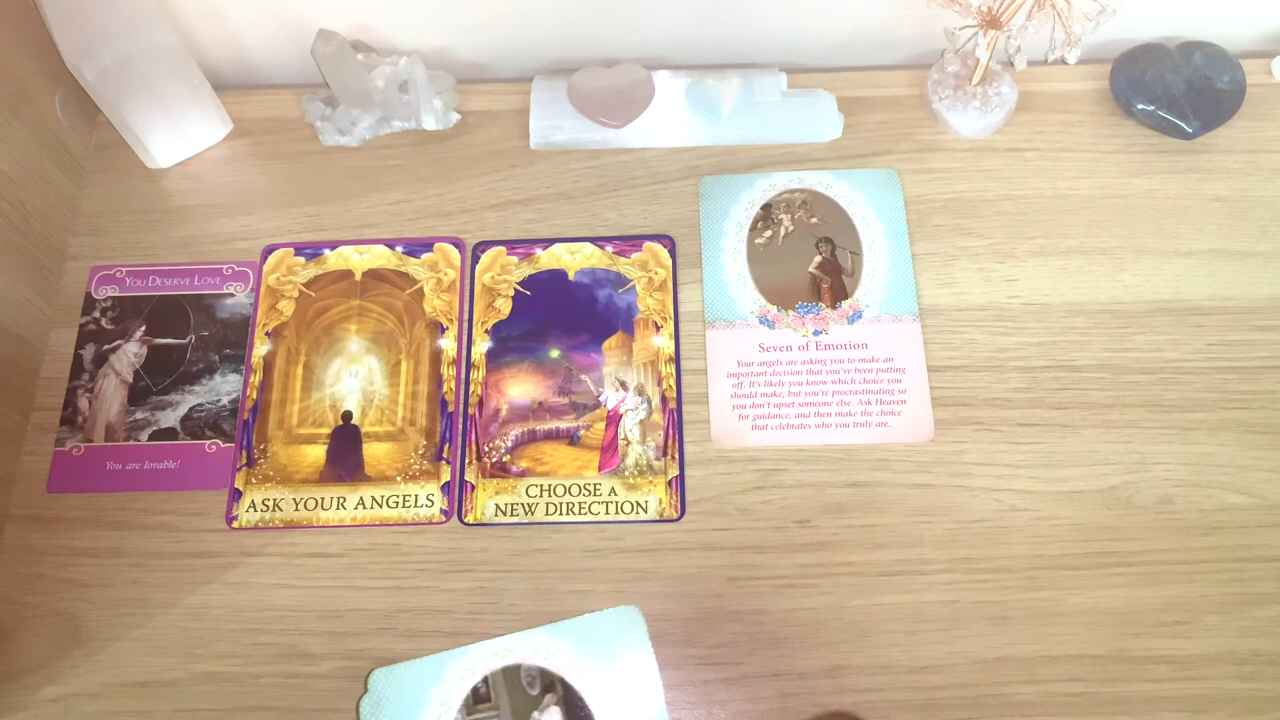 YOU DESERVE LOVE
You are lovable!
ASK YOUR ANGELS
CHOOSE A
NEW DIRECTION
Seven of Emotion
Your angels are asking you to make an
important decision that you've been putting
off. It's likely you know which choice you
should make, but you're procrastinating so
you don't upset someone else. Ask Heaven
for guidance, and then make the choice
that celebrates who you truly are.